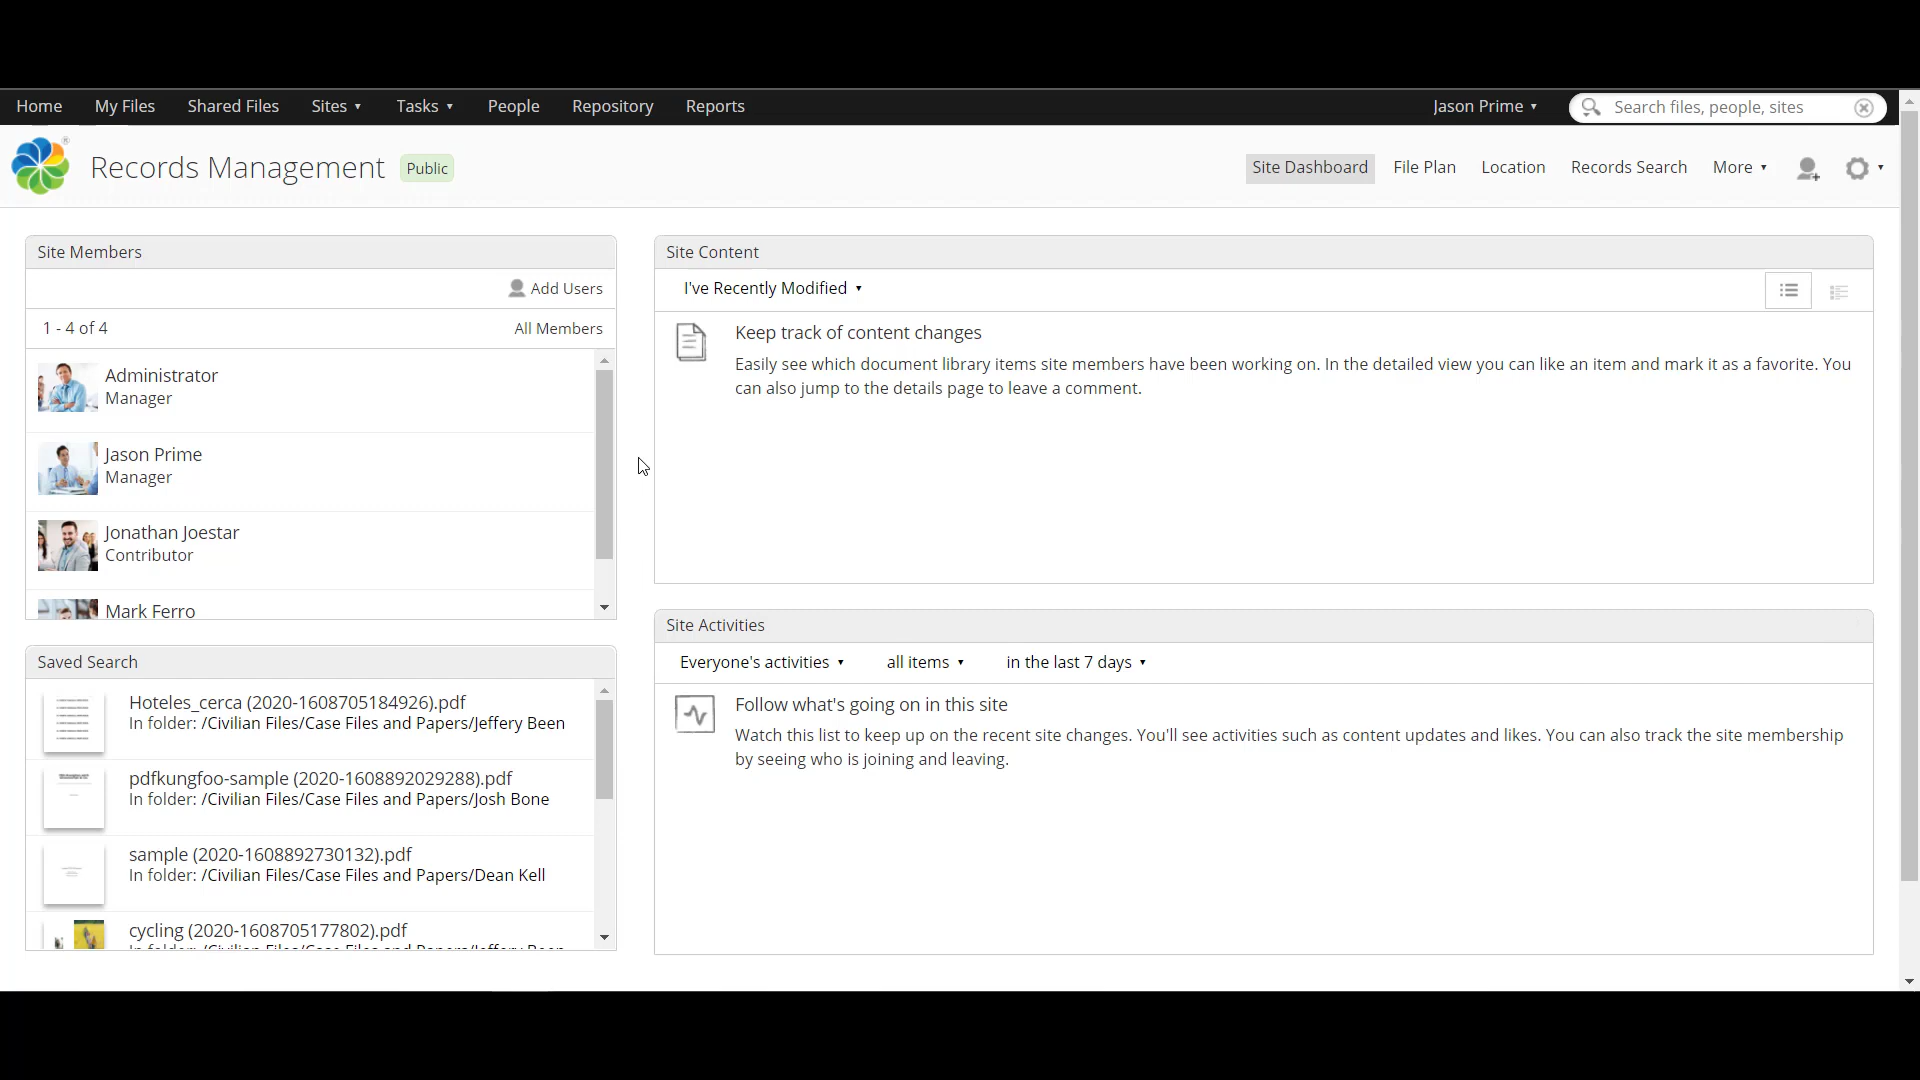 Home My Files Shared Files Sites Tasks People Repository Reports Jason Prime Search files, people, sites
Records Management Public Site Dashboard File Plan Location Records Search More
Site Members
Add Users
1 - 4 of 4 All Members
Administrator
Manager
Jason Prime
Manager
Jonathan Joestar
Contributor
Mark Ferro
Saved Search
Hoteles_cerca (2020-1608705184926).pdf
In folder: /Civilian Files/Case Files and Papers/Jeffery Been
pdfkungfoo-sample (2020-1608892029288).pdf
In folder: /Civilian Files/Case Files and Papers/Josh Bone
sample (2020-1608892730132).pdf
In folder: /Civilian Files/Case Files and Papers/Dean Kell
cycling (2020-1608705177802).pdf
In folder: /Civilian Files/Case Files and Papers/Jeffery Been
Site Content
I've Recently Modified
Keep track of content changes
Easily see which document library items site members have been working on. In the detailed view you can like an item and mark it as a favorite. You
can also jump to the details page to leave a comment.
Site Activities
Everyone's activities all items in the last 7 days
Follow what's going on in this site
Watch this list to keep up on the recent site changes. You'll see activities such as content updates and likes. You can also track the site membership
by seeing who is joining and leaving.